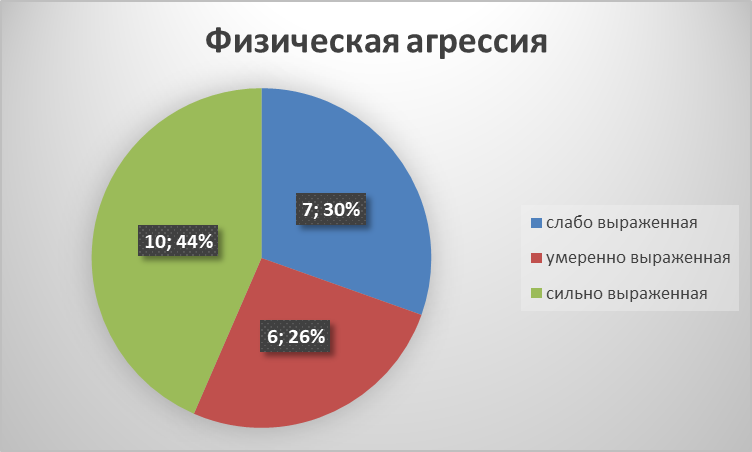 Физическая агрессия
7; 30%
10; 44%
6; 26%
слабо выраженная
умеренно выраженная
сильно выраженная